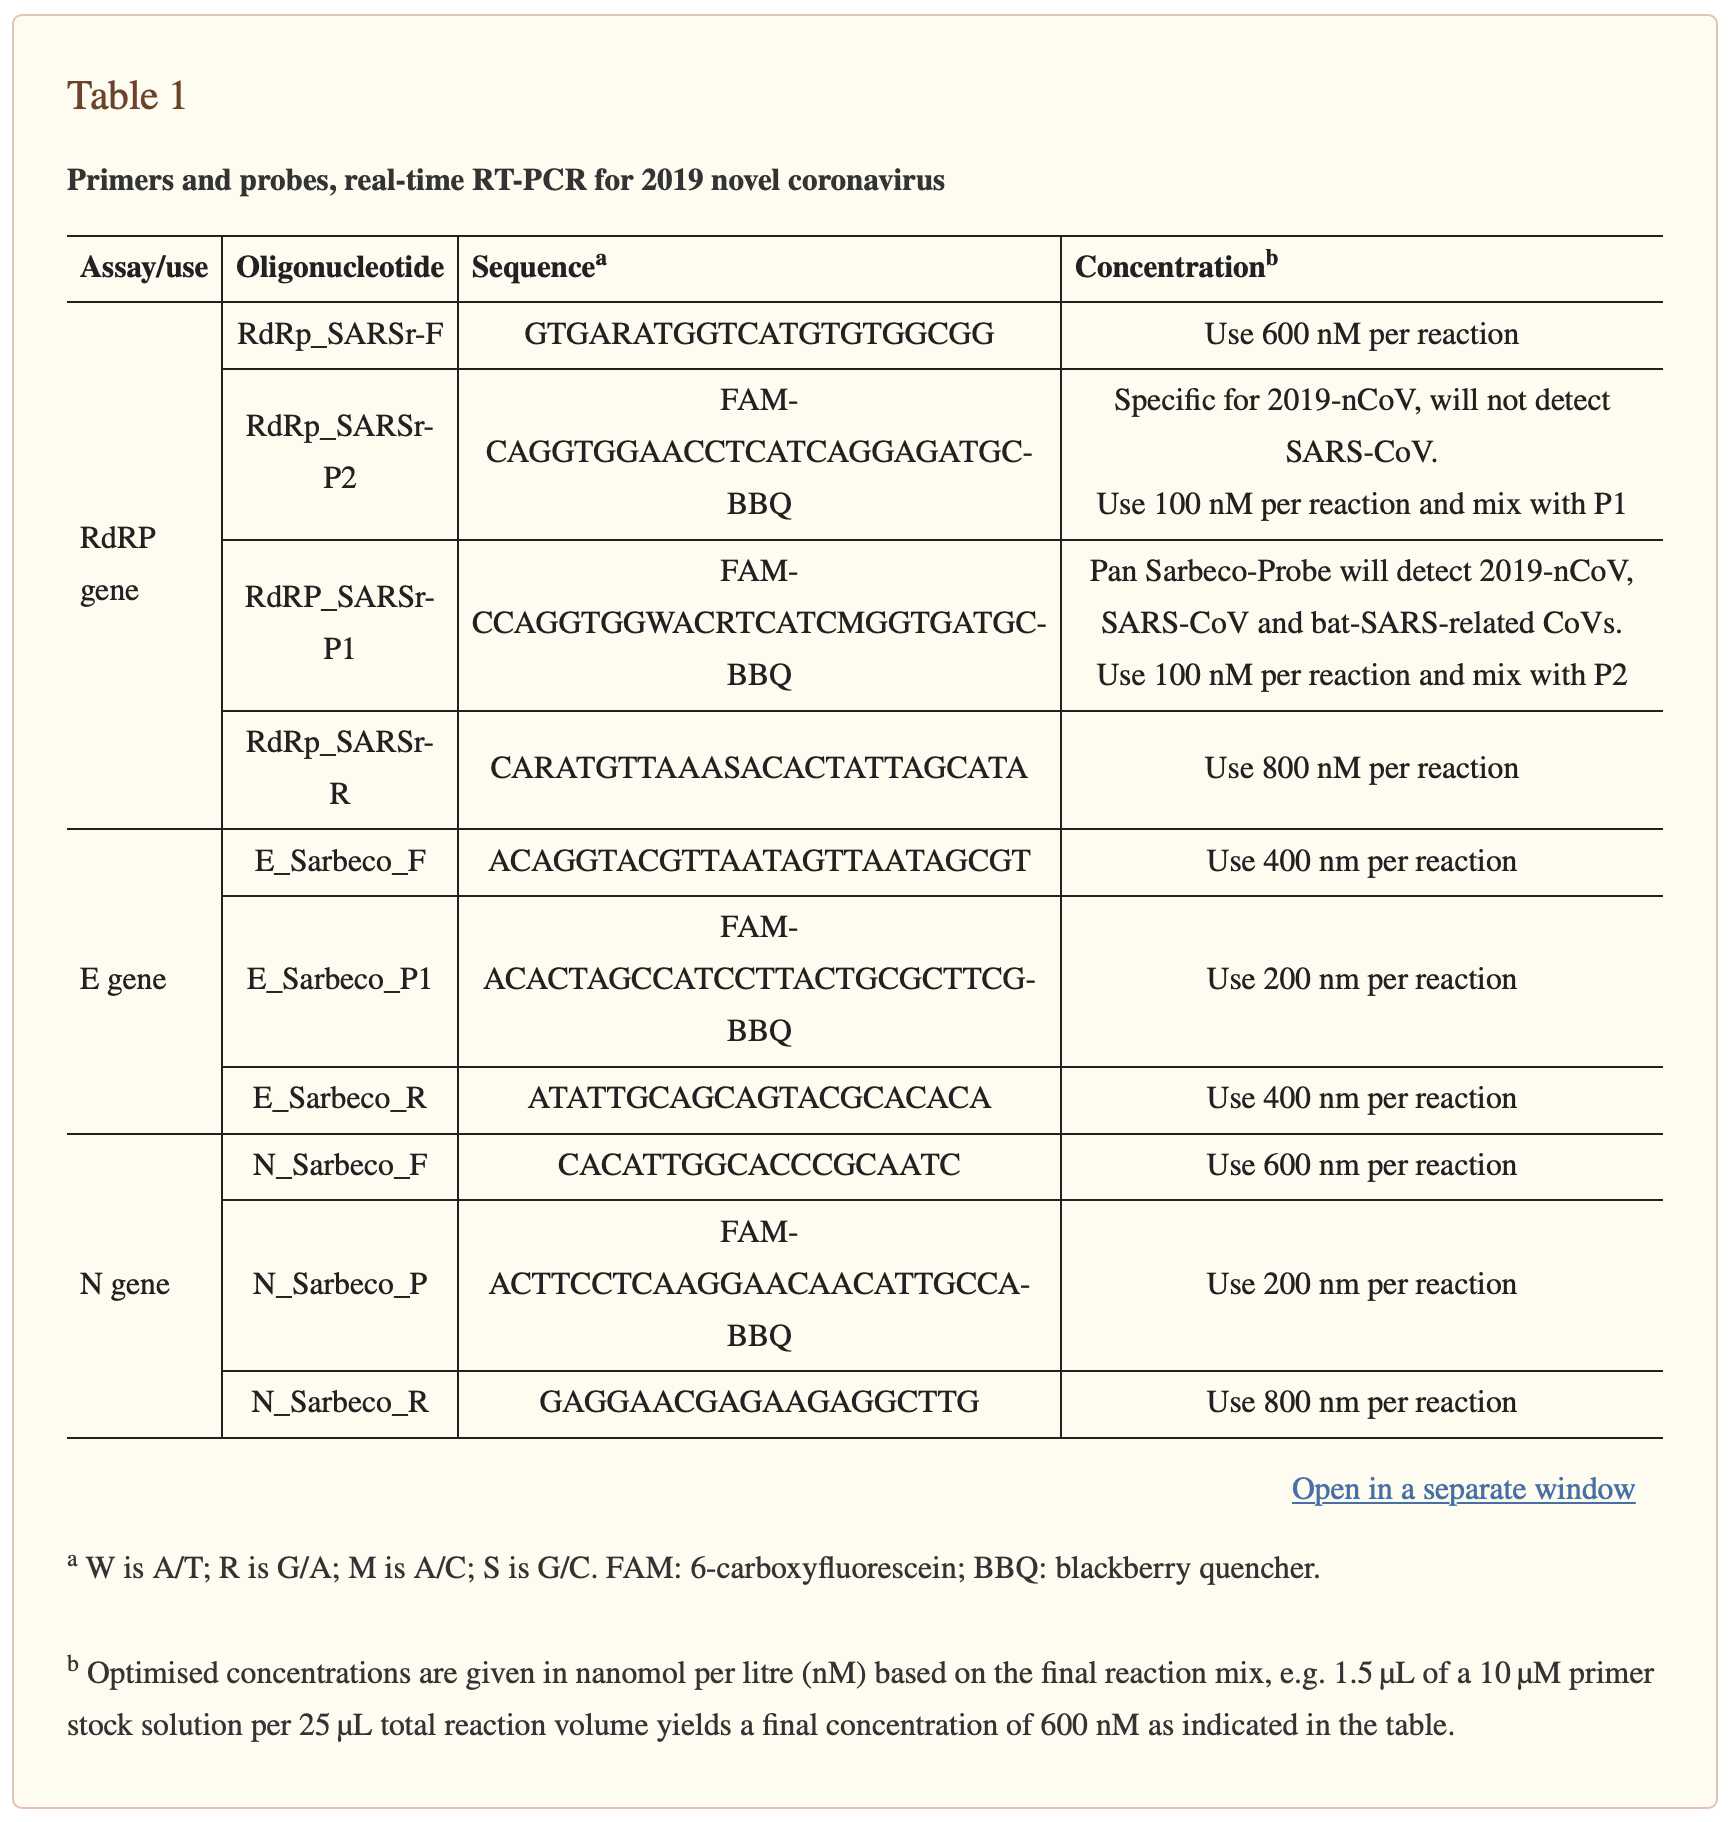 Table 1
Primers and probes, real-time RT-PCR for 2019 novel coronavirus
Assay/use Oligonucleotide Sequenceᵃ Concentrationᵇ
RdRP
gene
RdRp_SARSr-F GTGARATGGTCATGTGTGGCGG Use 600 nM per reaction
RdRp_SARSr-
P2
FAM-
CAGGTGGAACCTCATCAGGAGATGC-
BBQ
Specific for 2019-nCoV, will not detect
SARS-CoV.
Use 100 nM per reaction and mix with P1
RdRP_SARSr-
P1
FAM-
CCAGGTGGWACRTCATCMGGTGATGC-
BBQ
Pan Sarbeco-Probe will detect 2019-nCoV,
SARS-CoV and bat-SARS-related CoVs.
Use 100 nM per reaction and mix with P2
RdRp_SARSr-
R
CARATGTTAAASACACTATTAGCATA
Use 800 nM per reaction
E gene
E_Sarbeco_F ACAGGTACGTTAATAGTTAATAGCGT Use 400 nm per reaction
E_Sarbeco_P1
FAM-
ACACTAGCCATCCTTACTGCGCTTCG-
BBQ
Use 200 nm per reaction
E_Sarbeco_R ATATTGCAGCAGTACGCACACA Use 400 nm per reaction
N gene
N_Sarbeco_F CACATTGGCACCCGCAATC Use 600 nm per reaction
N_Sarbeco_P
FAM-
ACTTCCTCAAGGAACAACATTGCCA-
BBQ
Use 200 nm per reaction
N_Sarbeco_R GAGGAACGAGAAGAGGCTTG Use 800 nm per reaction
Open in a separate window
ᵃ W is A/T; R is G/A; M is A/C; S is G/C. FAM: 6-carboxyfluorescein; BBQ: blackberry quencher.
ᵇ Optimised concentrations are given in nanomol per litre (nM) based on the final reaction mix, e.g. 1.5 µL of a 10 µM primer
stock solution per 25 µL total reaction volume yields a final concentration of 600 nM as indicated in the table.